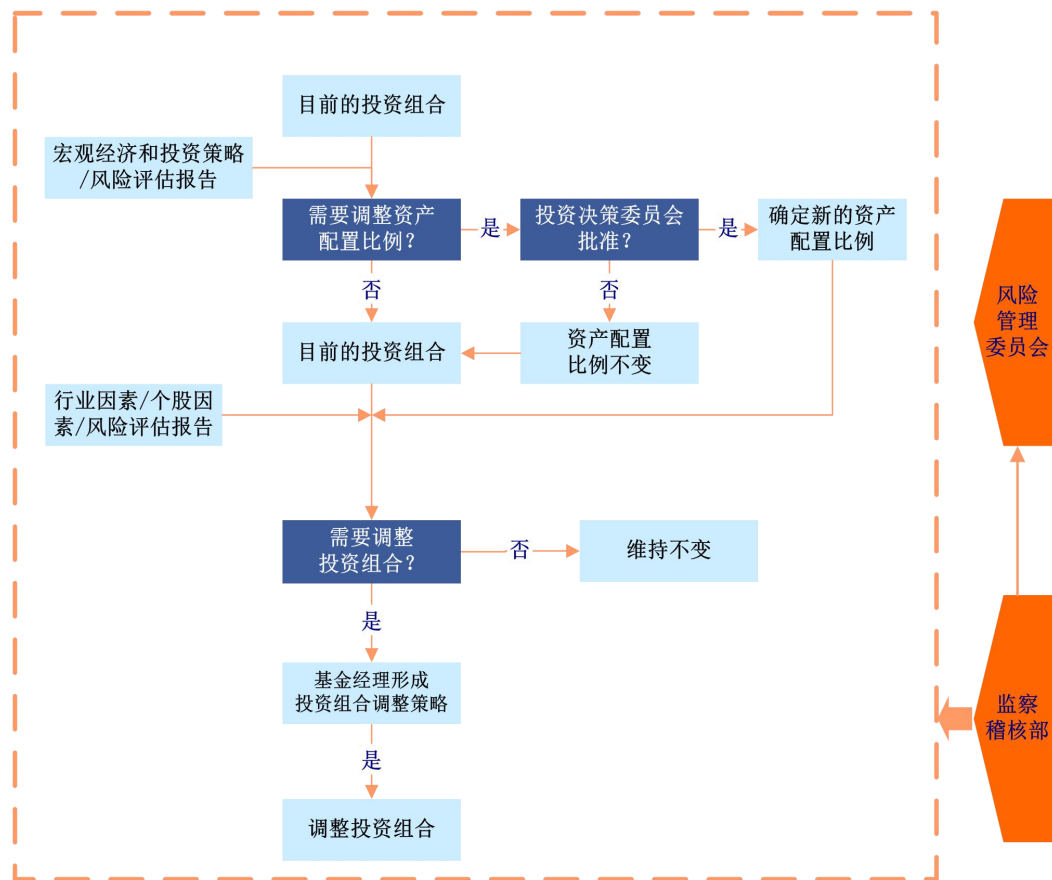 目前的投资组合
宏观经济和投资策略
/风险评估报告
需要调整资产
配置比例？
是
投资决策委员会
批准？
是
确定新的资产
配置比例
否
否
目前的投资组合
资产配置
比例不变
行业因素/个股因
素/风险评估报告
需要调整
投资组合？
否
维持不变
是
基金经理形成
投资组合调整策略
是
调整投资组合
风险
管理
委员会
监察
稽核部